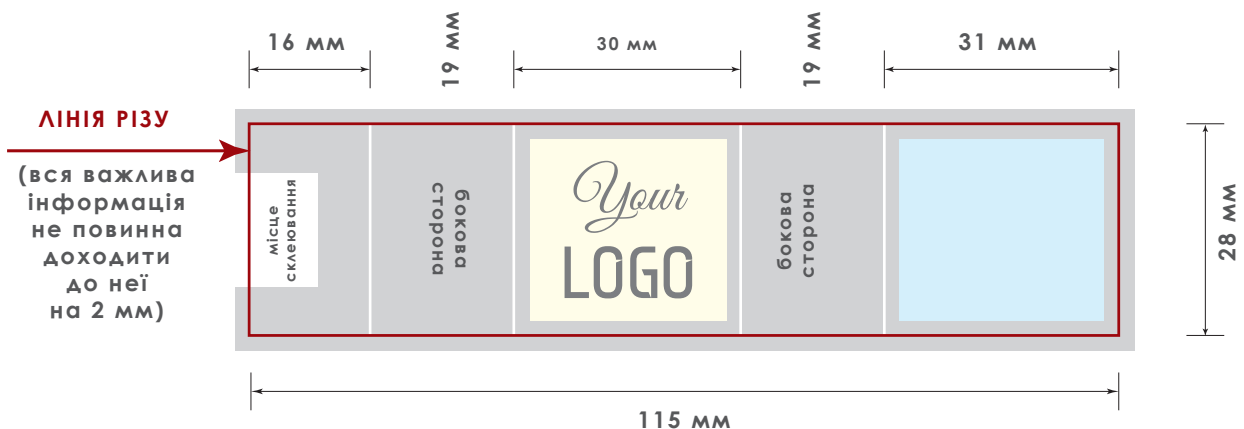 16 мм
19 мм
30 мм
19 мм
31 мм
ЛІНІЯ РІЗУ
(вся важлива
інформація
не повинна
доходити
до неї
на 2 мм)
місце
склеювання
бокова
сторона
Your
LOGO
бокова
сторона
28 мм
115 мм